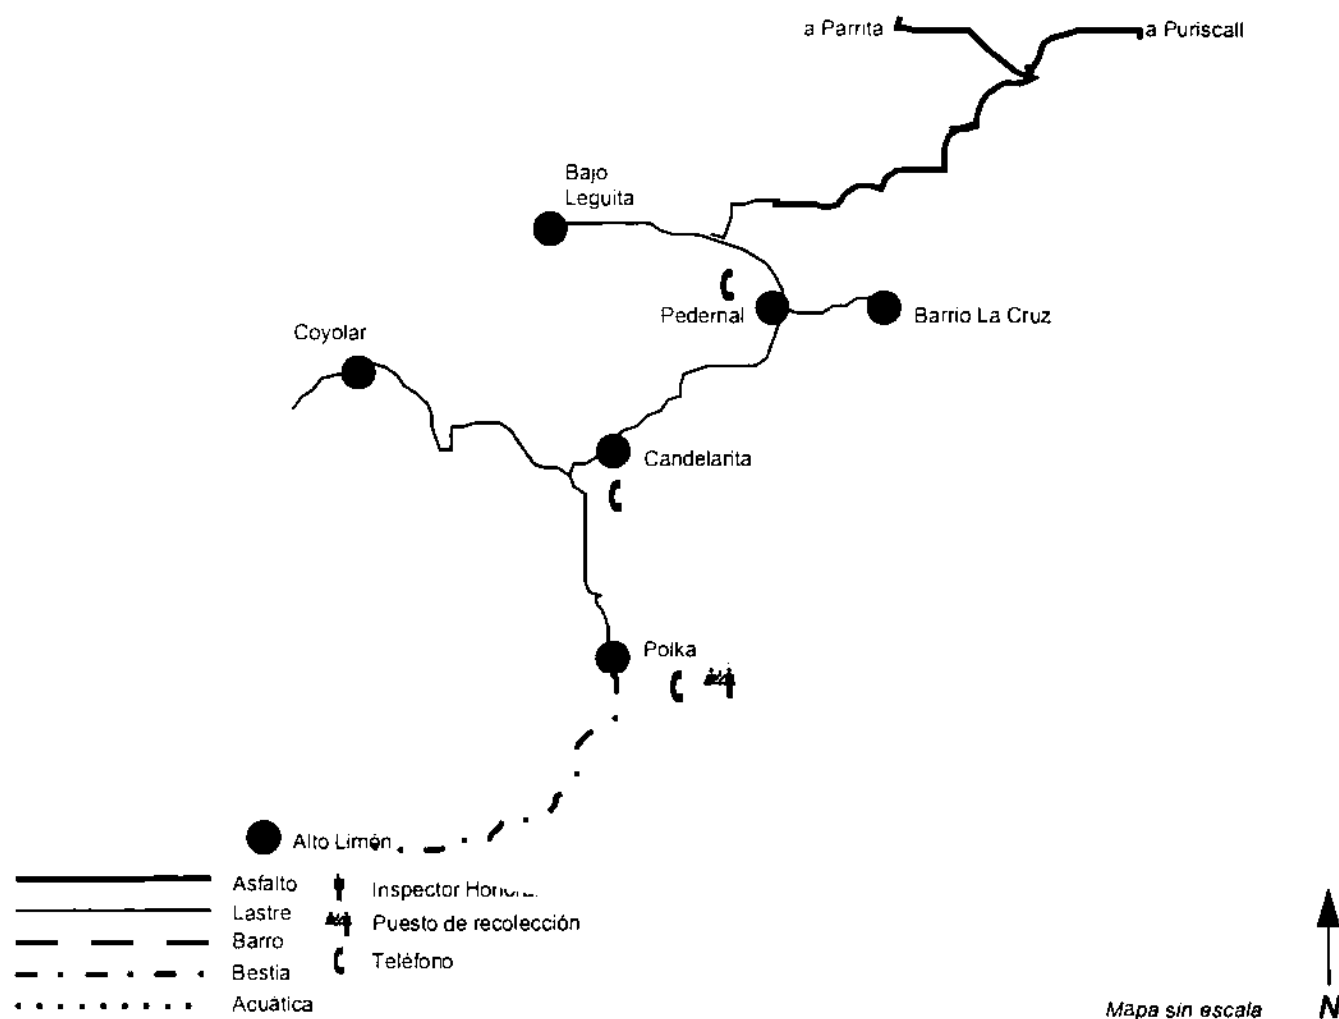 a Parrita
a Puriscall
Bajo
Leguita
Pedernal
Barrio La Cruz
Coyolar
Candelarita
Polka
Alto Limón
Asfalto
Lastre
Barro
Bestia
Acuática
Inspector
Puesto de recolección
Teléfono
Mapa sin escala
N